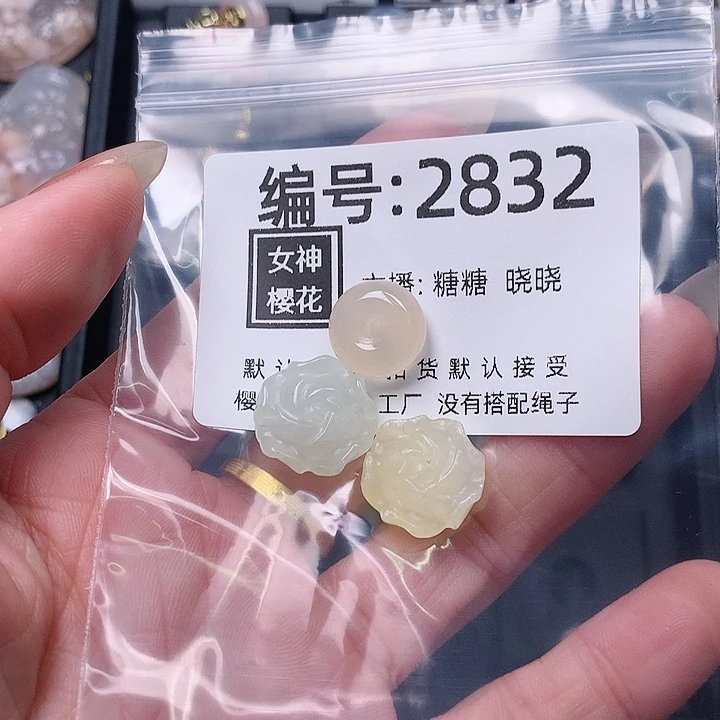 编号:2832
女神
樱花
播: 糖糖 晓晓
默认 货默认接受
樱 工厂 没有搭配绳子